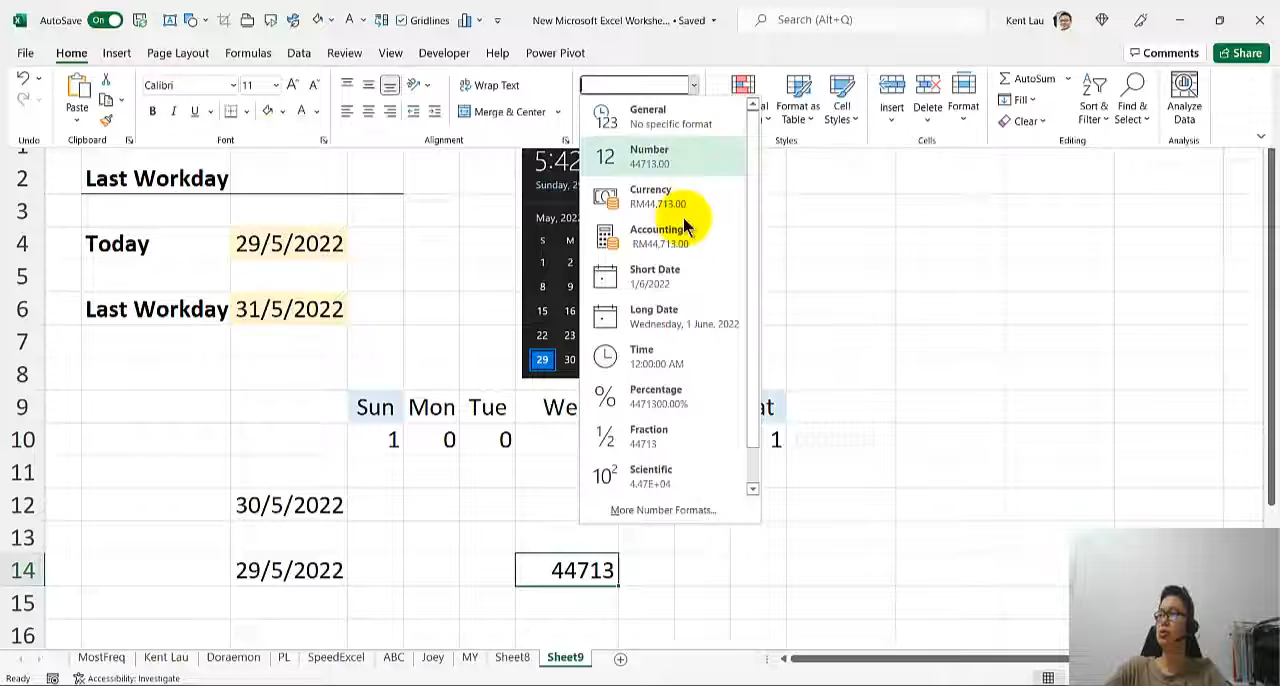 AutoSave On Gridlines New Microsoft Excel Workshe... • Saved Search (Alt+Q) Kent Lau
File Home Insert Page Layout Formulas Data Review View Developer Help Power Pivot Comments Share
Paste Calibri 11 Wrap Text Merge & Center Format as Table Cell Styles Insert Delete Format AutoSum Fill Clear Sort & Filter Find & Select Analyze Data
B I U
Undo Clipboard Font Alignment Styles Cells Editing Analysis
General
No specific format
Number
44713.00
Currency
RM44,713.00
Accounting
RM44,713.00
Short Date
1/6/2022
Long Date
Wednesday, 1 June, 2022
Time
12:00:00 AM
Percentage
4471300.00%
Fraction
44713
Scientific
4.47E+04
More Number Formats...
2 Last Workday
3
4 Today 29/5/2022
5
6 Last Workday 31/5/2022
7
8
9 Sun Mon Tue We at
10 1 0 0 1
11
12 30/5/2022
13
14 29/5/2022 44713
15
16
5:42
Sunday, 2
May, 202
S M
1 2
8 9
15 16
22 23
29 30
MostFreq Kent Lau Doraemon PL SpeedExcel ABC Joey MY Sheet8 Sheet9
Ready Accessibility: Investigate